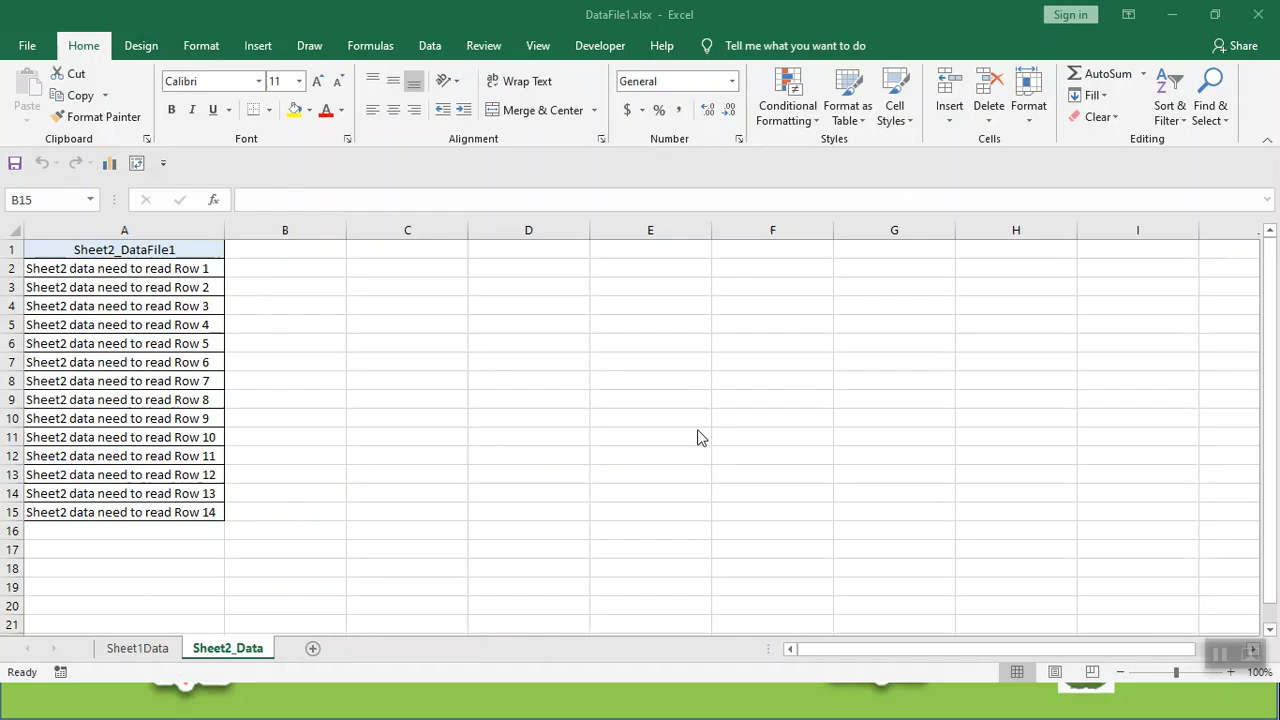 DataFile1.xlsx - Excel
Sign in
File Home Design Format Insert Draw Formulas Data Review View Developer Help Tell me what you want to do Share
Paste
Cut
Copy
Format Painter
Clipboard
Calibri 11
B I U
Font
Wrap Text
Merge & Center
Alignment
General
$ % , .00
Number
Conditional Formatting
Format as Table
Cell Styles
Styles
Insert
Delete
Format
Cells
AutoSum
Fill
Clear
Sort & Filter
Find & Select
Editing
B15 fx
A B C D E F G H I
1 Sheet2_DataFile1
2 Sheet2 data need to read Row 1
3 Sheet2 data need to read Row 2
4 Sheet2 data need to read Row 3
5 Sheet2 data need to read Row 4
6 Sheet2 data need to read Row 5
7 Sheet2 data need to read Row 6
8 Sheet2 data need to read Row 7
9 Sheet2 data need to read Row 8
10 Sheet2 data need to read Row 9
11 Sheet2 data need to read Row 10
12 Sheet2 data need to read Row 11
13 Sheet2 data need to read Row 12
14 Sheet2 data need to read Row 13
15 Sheet2 data need to read Row 14
16
17
18
19
20
21
Sheet1Data Sheet2_Data
Ready 100%